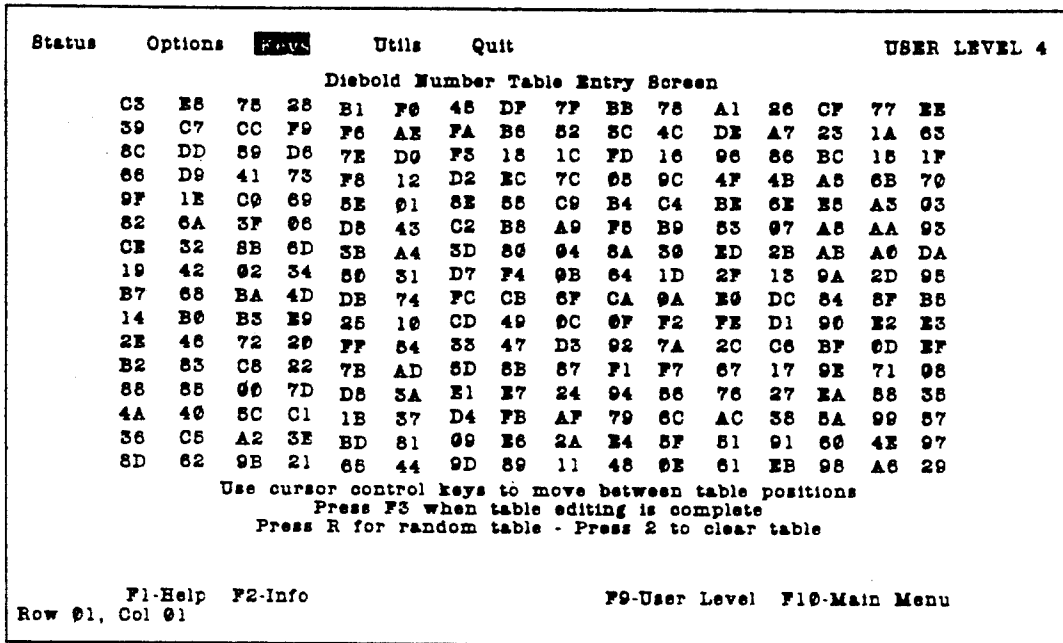 Status Options Keys Utils Quit USER LEVEL 4
Diebold Number Table Entry Screen
C3 E8 75 28 B1 F0 45 DF 7F BB 78 A1 26 CF 77 EE
39 C7 CC F9 F6 AE FA B6 52 3C 4C DE A7 23 1A 63
8C DD 59 D6 7E D0 F3 18 1C FD 16 96 86 BC 15 1F
66 D9 41 73 F8 12 D2 EC 7C 05 9C 4F 4B A5 6B 70
9F 1E C0 69 5E 01 8E 55 C9 B4 C4 BE 6E E5 A3 03
82 6A 3F 06 D8 43 C2 B8 A9 F5 B9 53 07 A8 AA 93
CE 32 8B 6D 3B A4 3D 80 04 8A 30 ED 2B AB A0 DA
19 42 02 34 50 31 D7 F4 0B 64 1D 2F 13 9A 2D 95
B7 68 BA 4D DB 74 FC CB 6F CA 0A E0 DC 84 8F B5
14 B0 B3 E9 25 10 CD 49 0C 0F F2 FE D1 90 E2 E3
2E 46 72 20 FF 54 33 47 D3 92 7A 2C C6 BF 0D EF
B2 83 C8 22 7B AD 5D 5B 87 F1 F7 67 17 9E 71 08
88 85 00 7D D5 3A E1 E7 24 94 56 76 27 EA 58 35
4A 40 5C C1 1B 37 D4 FB AF 79 6C AC 38 5A 99 57
36 C5 A2 3E BD 81 09 E6 2A E4 5F 51 91 60 4E 97
8D 62 9B 21 65 44 9D 89 11 48 0E 61 EB 98 A6 29
Use cursor control keys to move between table positions
Press F3 when table editing is complete
Press R for random table - Press 2 to clear table
F1-Help F2-Info F9-User Level F10-Main Menu
Row 01, Col 01